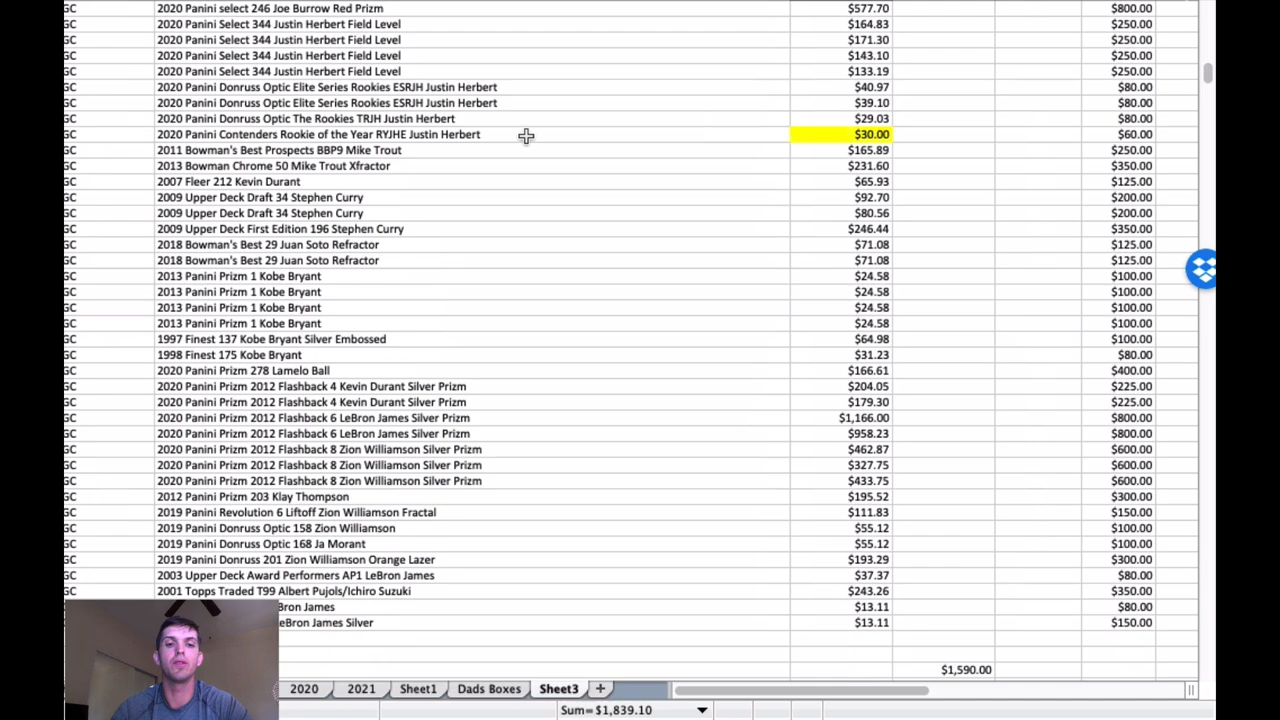 GC 2020 Panini select 246 Joe Burrow Red Prizm $577.70 $800.00
GC 2020 Panini Select 344 Justin Herbert Field Level $164.83 $250.00
GC 2020 Panini Select 344 Justin Herbert Field Level $171.30 $250.00
GC 2020 Panini Select 344 Justin Herbert Field Level $143.10 $250.00
GC 2020 Panini Select 344 Justin Herbert Field Level $133.19 $250.00
GC 2020 Panini Donruss Optic Elite Series Rookies ESRJH Justin Herbert $40.97 $80.00
GC 2020 Panini Donruss Optic Elite Series Rookies ESRJH Justin Herbert $39.10 $80.00
GC 2020 Panini Donruss Optic The Rookies TRJH Justin Herbert $29.03 $80.00
GC 2020 Panini Contenders Rookie of the Year RYJHE Justin Herbert $30.00 $60.00
GC 2011 Bowman's Best Prospects BBP9 Mike Trout $165.89 $250.00
GC 2013 Bowman Chrome 50 Mike Trout Xfractor $231.60 $350.00
GC 2007 Fleer 212 Kevin Durant $65.93 $125.00
GC 2009 Upper Deck Draft 34 Stephen Curry $92.70 $200.00
GC 2009 Upper Deck Draft 34 Stephen Curry $80.56 $200.00
GC 2009 Upper Deck First Edition 196 Stephen Curry $246.44 $350.00
GC 2018 Bowman's Best 29 Juan Soto Refractor $71.08 $125.00
GC 2018 Bowman's Best 29 Juan Soto Refractor $71.08 $125.00
GC 2013 Panini Prizm 1 Kobe Bryant $24.58 $100.00
GC 2013 Panini Prizm 1 Kobe Bryant $24.58 $100.00
GC 2013 Panini Prizm 1 Kobe Bryant $24.58 $100.00
GC 2013 Panini Prizm 1 Kobe Bryant $24.58 $100.00
GC 1997 Finest 137 Kobe Bryant Silver Embossed $64.98 $100.00
GC 1998 Finest 175 Kobe Bryant $31.23 $80.00
GC 2020 Panini Prizm 278 Lamelo Ball $166.61 $400.00
GC 2020 Panini Prizm 2012 Flashback 4 Kevin Durant Silver Prizm $204.05 $225.00
GC 2020 Panini Prizm 2012 Flashback 4 Kevin Durant Silver Prizm $179.30 $225.00
GC 2020 Panini Prizm 2012 Flashback 6 LeBron James Silver Prizm $1,166.00 $800.00
GC 2020 Panini Prizm 2012 Flashback 6 LeBron James Silver Prizm $958.23 $800.00
GC 2020 Panini Prizm 2012 Flashback 8 Zion Williamson Silver Prizm $462.87 $600.00
GC 2020 Panini Prizm 2012 Flashback 8 Zion Williamson Silver Prizm $327.75 $600.00
GC 2020 Panini Prizm 2012 Flashback 8 Zion Williamson Silver Prizm $433.75 $600.00
GC 2012 Panini Prizm 203 Klay Thompson $195.52 $300.00
GC 2019 Panini Revolution 6 Liftoff Zion Williamson Fractal $111.83 $150.00
GC 2019 Panini Donruss Optic 158 Zion Williamson $55.12 $100.00
GC 2019 Panini Donruss Optic 168 Ja Morant $55.12 $100.00
GC 2019 Panini Donruss 201 Zion Williamson Orange Lazer $193.29 $300.00
GC 2003 Upper Deck Award Performers AP1 LeBron James $37.37 $80.00
GC 2001 Topps Traded T99 Albert Pujols/Ichiro Suzuki $243.26 $350.00
Bron James $13.11 $80.00
eBron James Silver $13.11 $150.00
$1,590.00
2020 2021 Sheet1 Dads Boxes Sheet3 +
Sum=$1,839.10